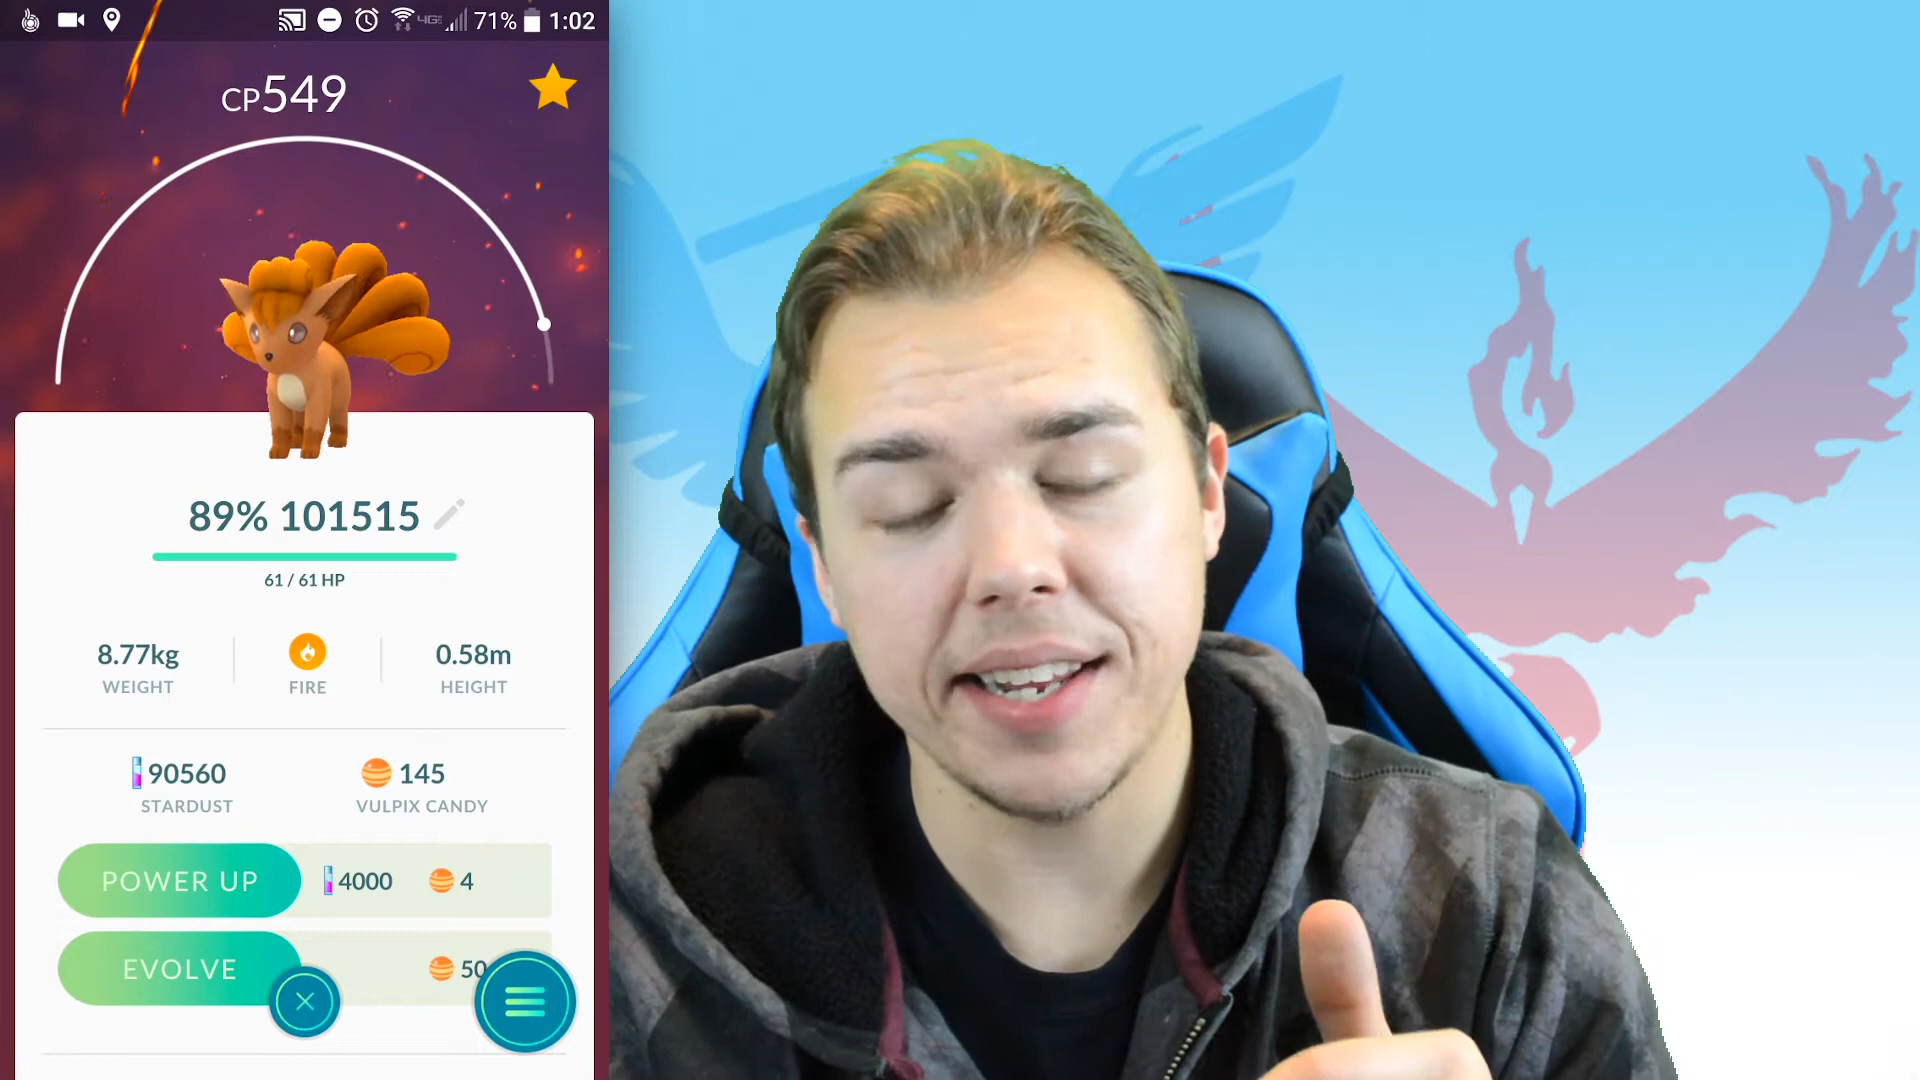 4G 71% 1:02
CP549
89% 101515
61 / 61 HP
8.77kg
WEIGHT
FIRE
0.58m
HEIGHT
90560
STARDUST
145
VULPIX CANDY
POWER UP 4000 4
EVOLVE 50